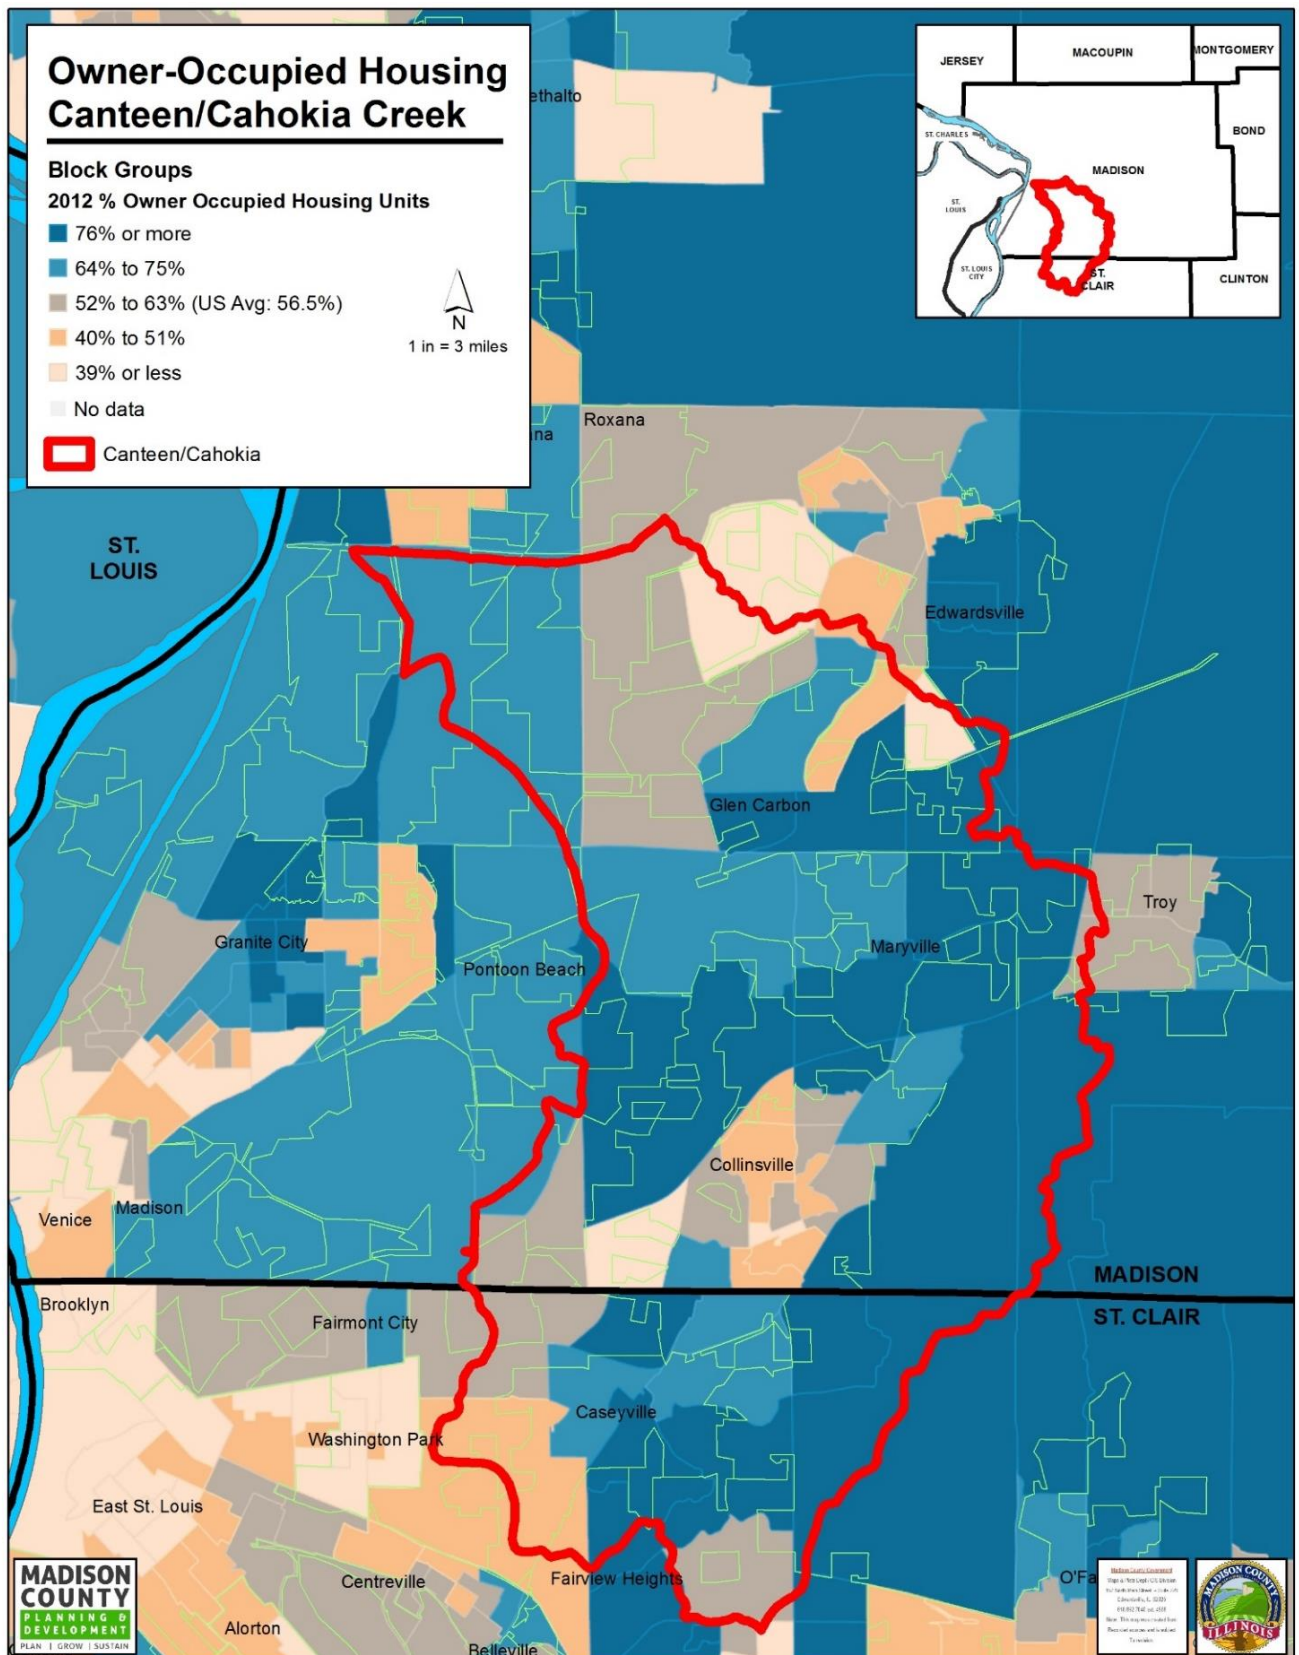 Owner-Occupied Housing
Canteen/Cahokia Creek
Block Groups
2012 % Owner Occupied Housing Units
76% or more
64% to 75%
52% to 63% (US Avg: 56.5%)
40% to 51%
39% or less
No data
Canteen/Cahokia
N
1 in = 3 miles
JERSEY
MACOUPIN
MONTGOMERY
ST. CHARLES
MADISON
BOND
ST.
LOUIS
ST. LOUIS
CITY
ST.
CLAIR
CLINTON
ethalto
Roxana
na
ST.
LOUIS
Edwardsville
Glen Carbon
Troy
Granite City
Maryville
Pontoon Beach
Collinsville
Madison
Venice
MADISON
ST. CLAIR
Brooklyn
Fairmont City
Caseyville
Washington Park
East St. Louis
Fairview Heights
Centreville
O'Fa
Alorton
Belleville
MADISON
COUNTY
PLANNING &
DEVELOPMENT
PLAN | GROW | SUSTAIN
Madison County Government
MADISON COUNTY
ILLINOIS